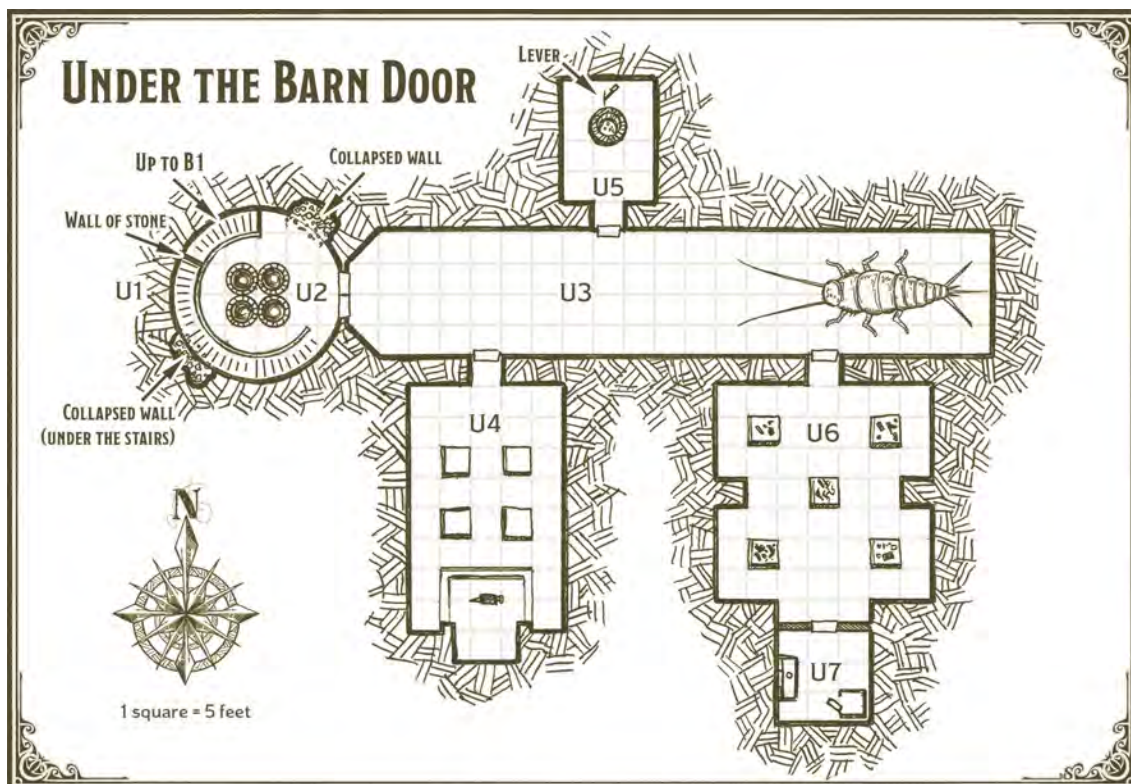 Under the Barn Door
Lever
Up to B1
Collapsed wall
Wall of stone
U5
U1
U2
U3
Collapsed wall
(under the stairs)
U4
U6
N
U7
1 square = 5 feet